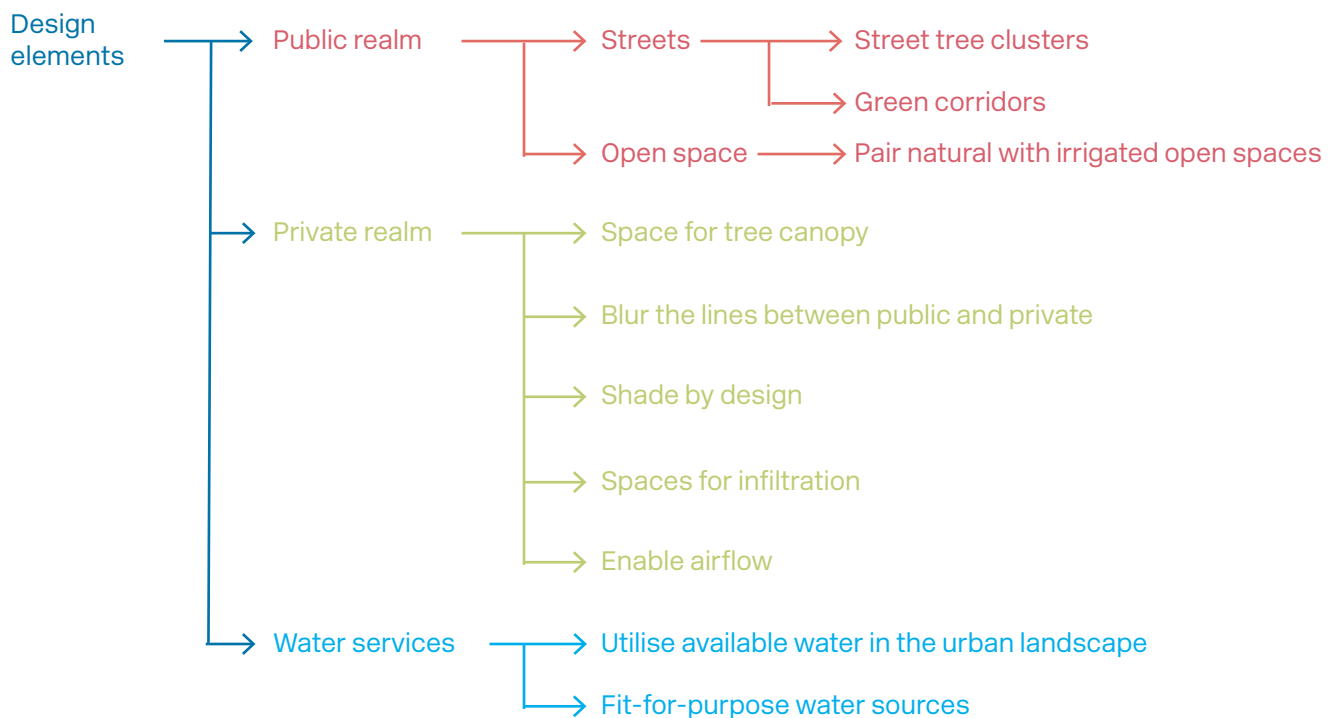 Design
elements
Public realm
Streets
Street tree clusters
Green corridors
Open space
Pair natural with irrigated open spaces
Private realm
Space for tree canopy
Blur the lines between public and private
Shade by design
Spaces for infiltration
Enable airflow
Water services
Utilise available water in the urban landscape
Fit-for-purpose water sources